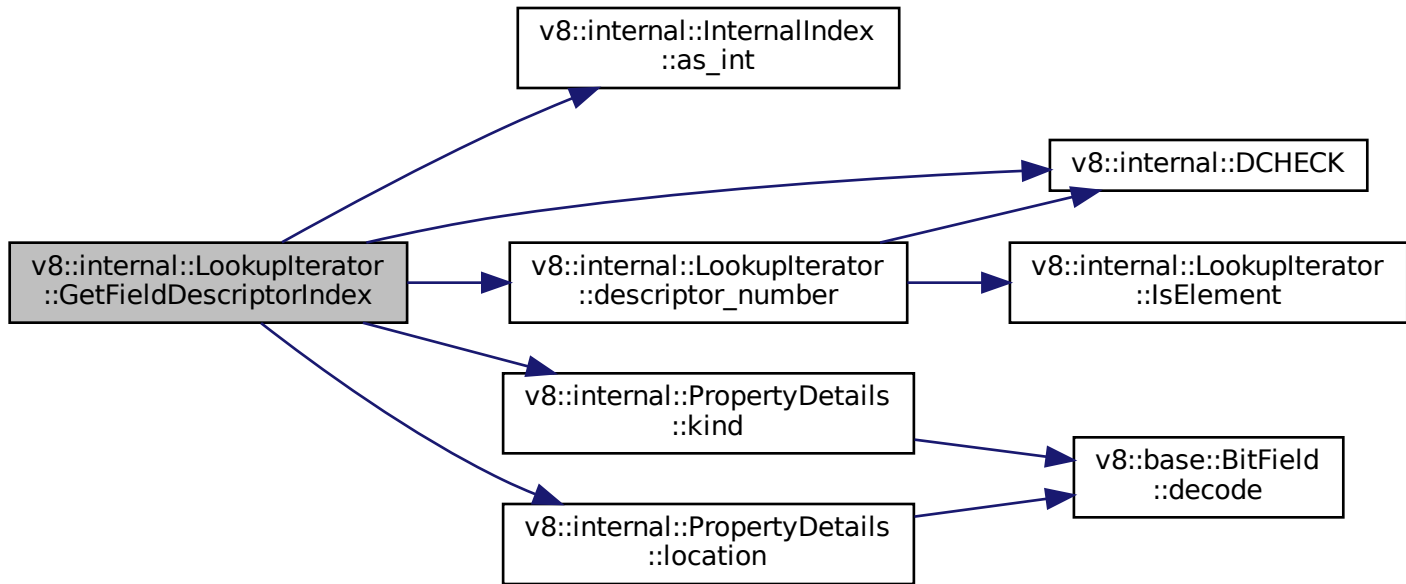 v8::internal::InternalIndex
::as_int
v8::internal::DCHECK
v8::internal::LookupIterator
::GetFieldDescriptorIndex
v8::internal::LookupIterator
::descriptor_number
v8::internal::LookupIterator
::IsElement
v8::internal::PropertyDetails
::kind
v8::base::BitField
::decode
v8::internal::PropertyDetails
::location